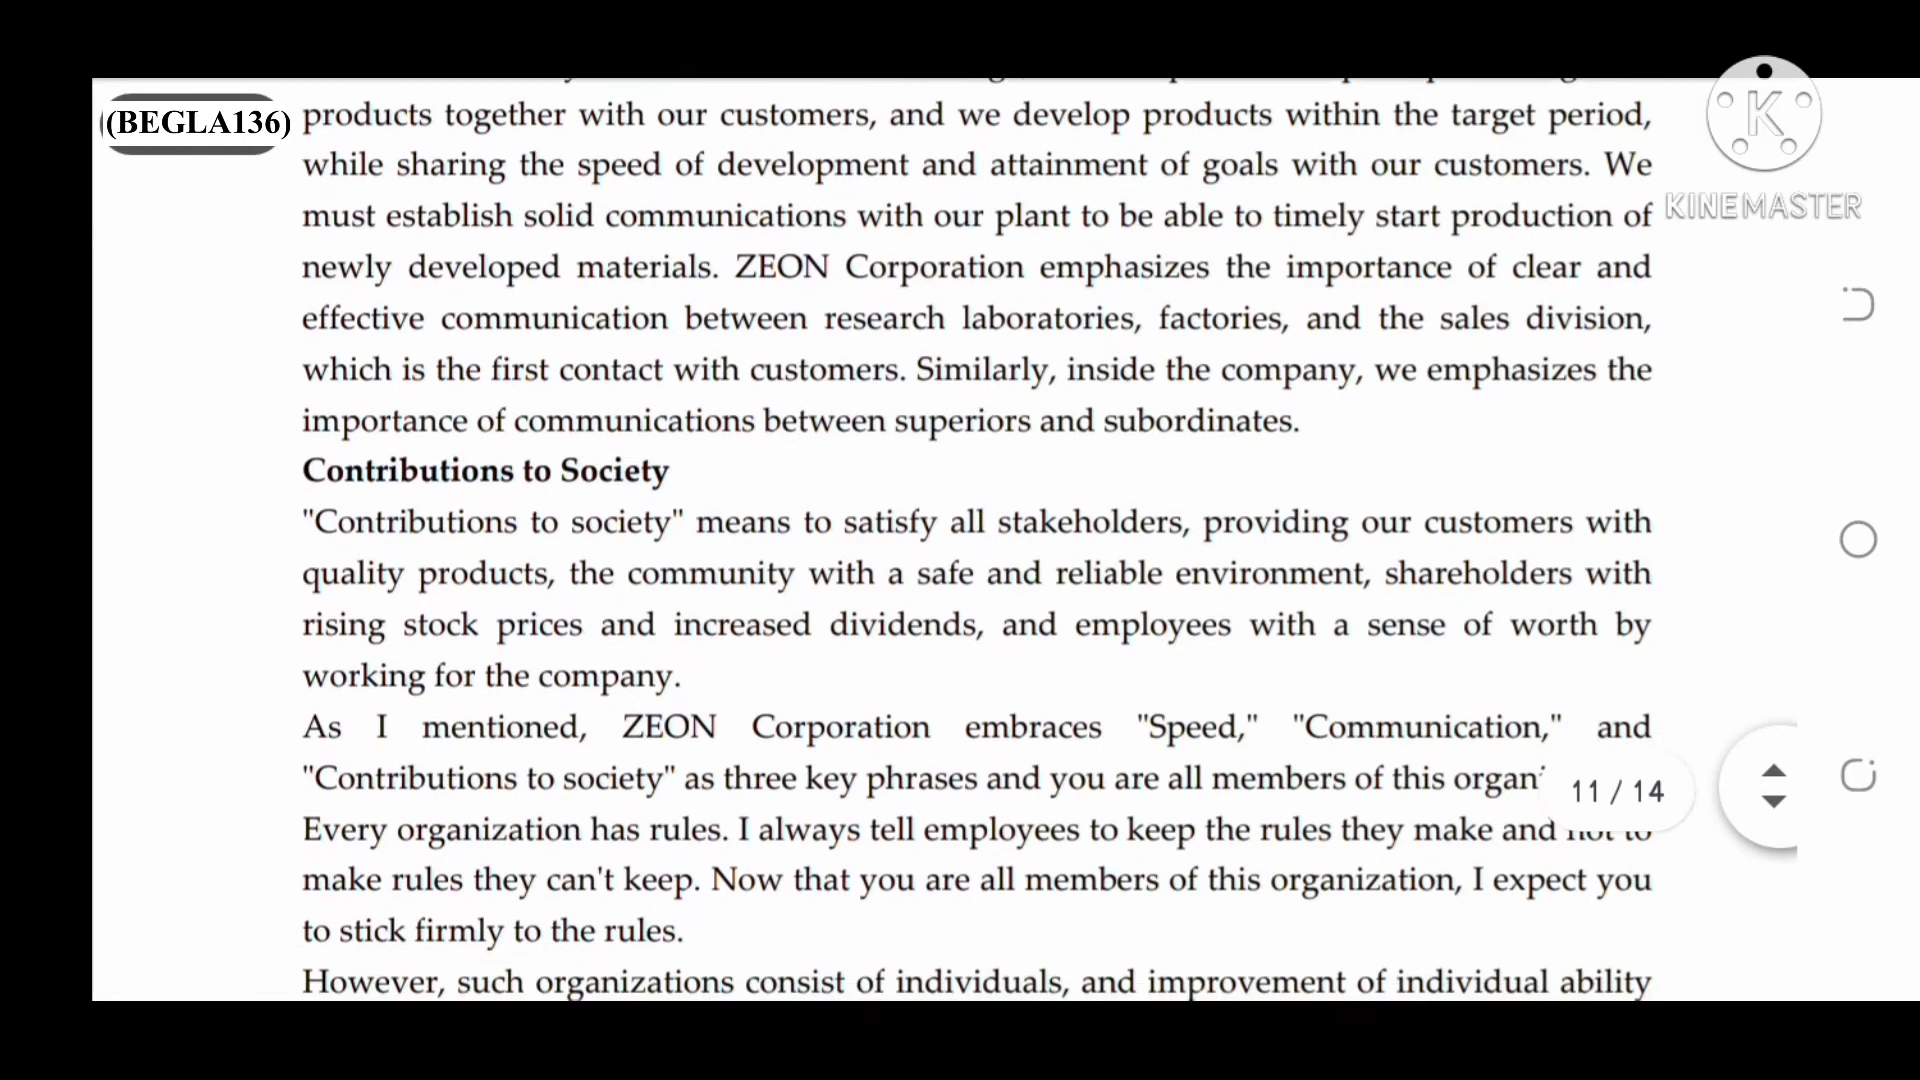 (BEGLA136)
products together with our customers, and we develop products within the target period,
while sharing the speed of development and attainment of goals with our customers. We
must establish solid communications with our plant to be able to timely start production of
newly developed materials. ZEON Corporation emphasizes the importance of clear and
effective communication between research laboratories, factories, and the sales division,
which is the first contact with customers. Similarly, inside the company, we emphasizes the
importance of communications between superiors and subordinates.
Contributions to Society
"Contributions to society" means to satisfy all stakeholders, providing our customers with
quality products, the community with a safe and reliable environment, shareholders with
rising stock prices and increased dividends, and employees with a sense of worth by
working for the company.
As I mentioned, ZEON Corporation embraces "Speed," "Communication," and
"Contributions to society" as three key phrases and you are all members of this organi
Every organization has rules. I always tell employees to keep the rules they make and not to
make rules they can't keep. Now that you are all members of this organization, I expect you
to stick firmly to the rules.
However, such organizations consist of individuals, and improvement of individual ability
11 / 14
K
KINEMASTER